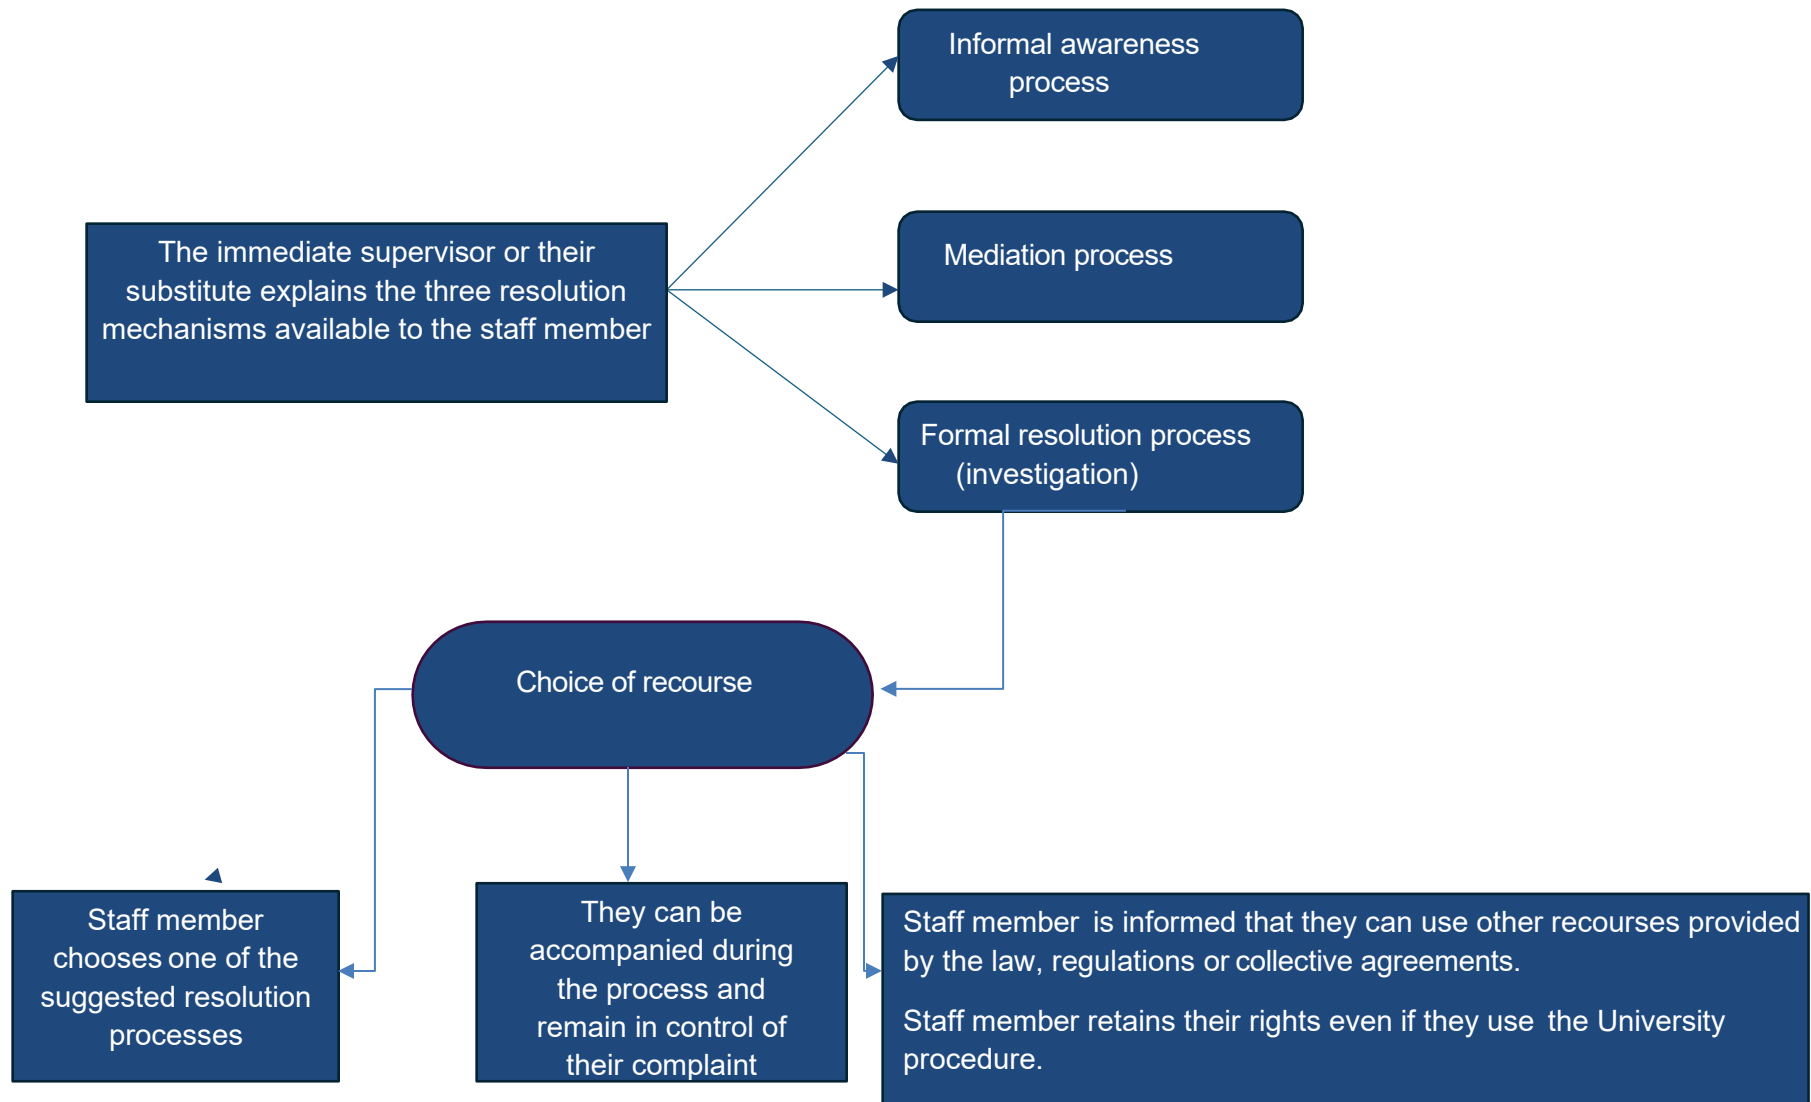 Informal awareness
process
The immediate supervisor or their
substitute explains the three resolution
mechanisms available to the staff member
Mediation process
Formal resolution process
(investigation)
Choice of recourse
Staff member
chooses one of the
suggested resolution
processes
They can be
accompanied during
the process and
remain in control of
their complaint
Staff member is informed that they can use other recourses provided
by the law, regulations or collective agreements.
Staff member retains their rights even if they use the University
procedure.